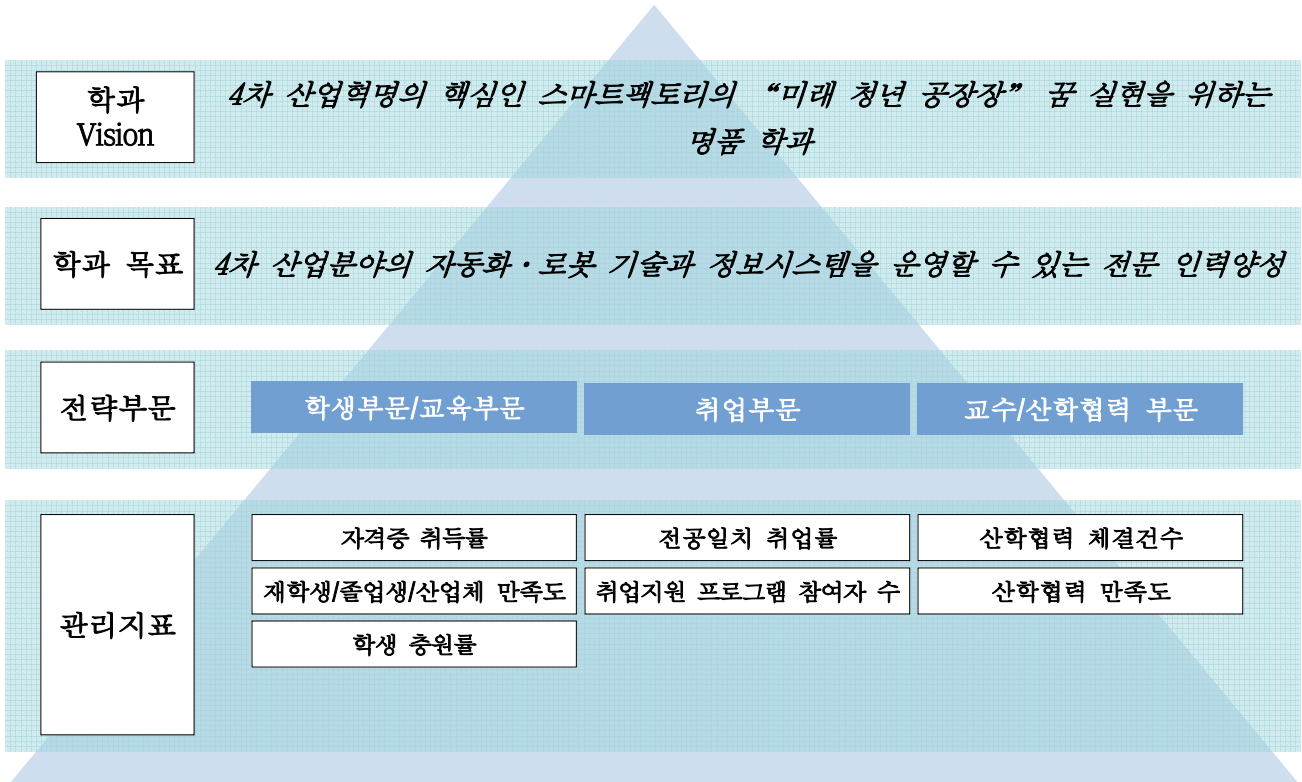 학과
Vision
4차 산업혁명의 핵심인 스마트팩토리의 “미래 청년 공장장” 꿈 실현을 위하는
명품 학과
학과 목표
4차 산업분야의 자동화·로봇 기술과 정보시스템을 운영할 수 있는 전문 인력양성
전략부문
학생부문/교육부문
취업부문
교수/산학협력 부문
관리지표
자격증 취득률
전공일치 취업률
산학협력 체결건수
재학생/졸업생/산업체 만족도
취업지원 프로그램 참여자 수
산학협력 만족도
학생 충원률